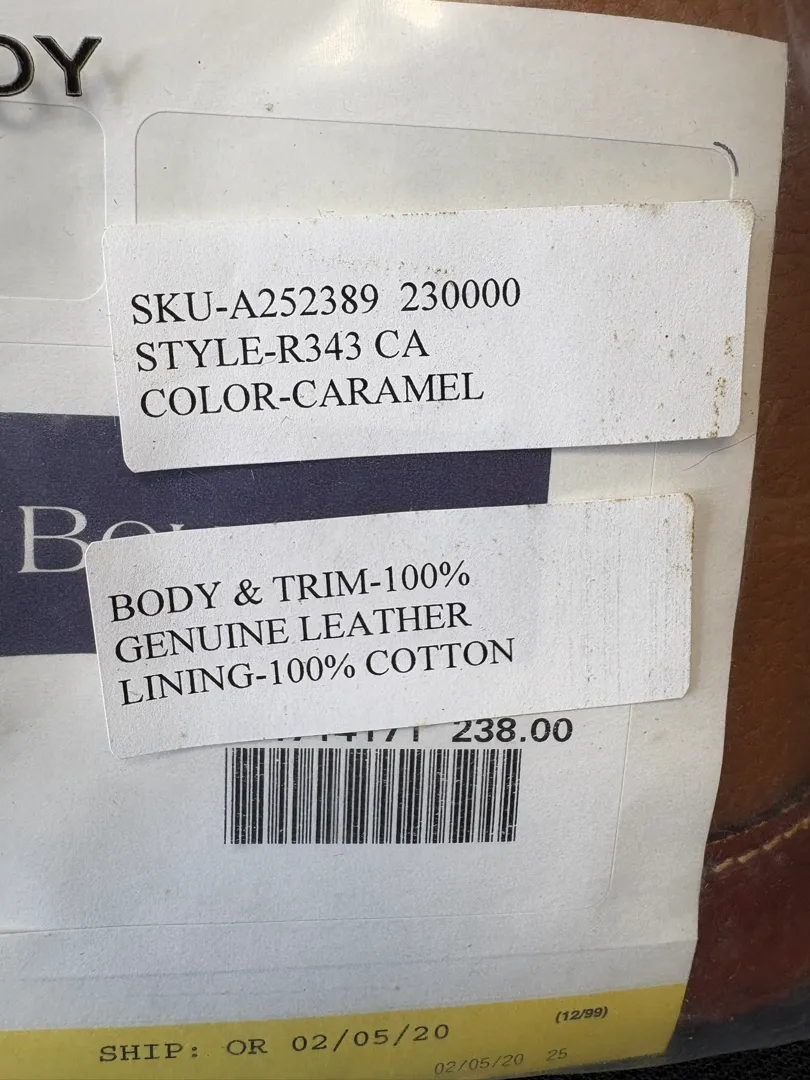 SKU-A252389 230000
STYLE-R343 CA
COLOR-CARAMEL
BODY & TRIM-100%
GENUINE LEATHER
LINING-100% COTTON
238.00
(12/99)
SHIP: OR 02/05/20
02/05/20 25